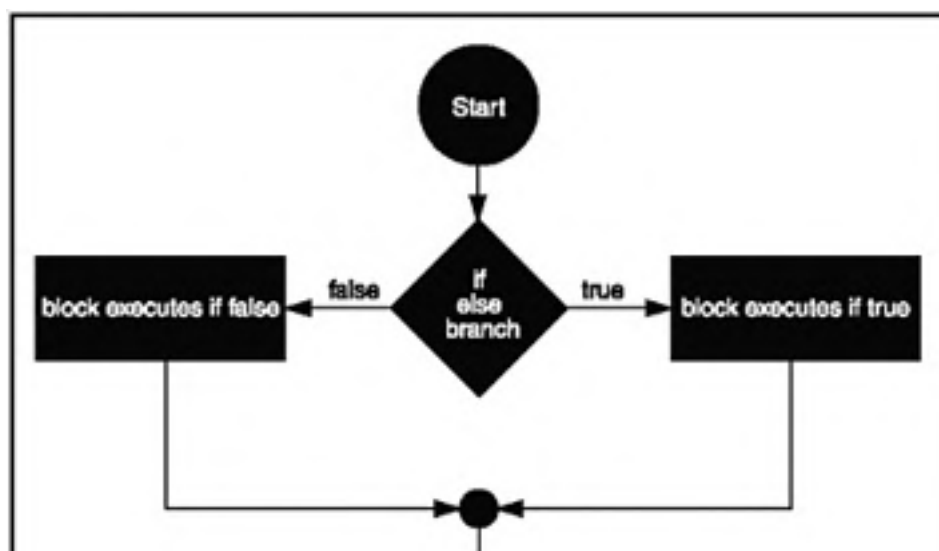 Start
false
if
else
branch
true
block executes if false
block executes if true